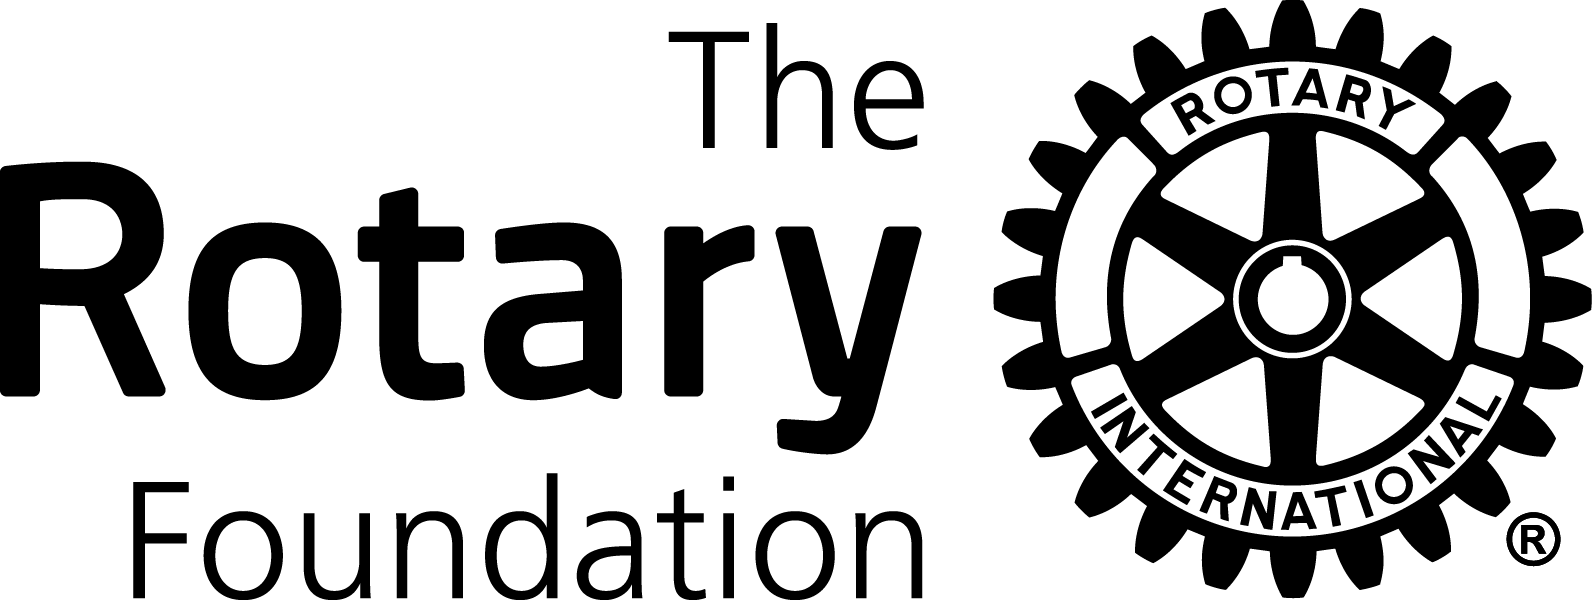 The
Rotary
Foundation
ROTARY
INTERNATIONAL
®